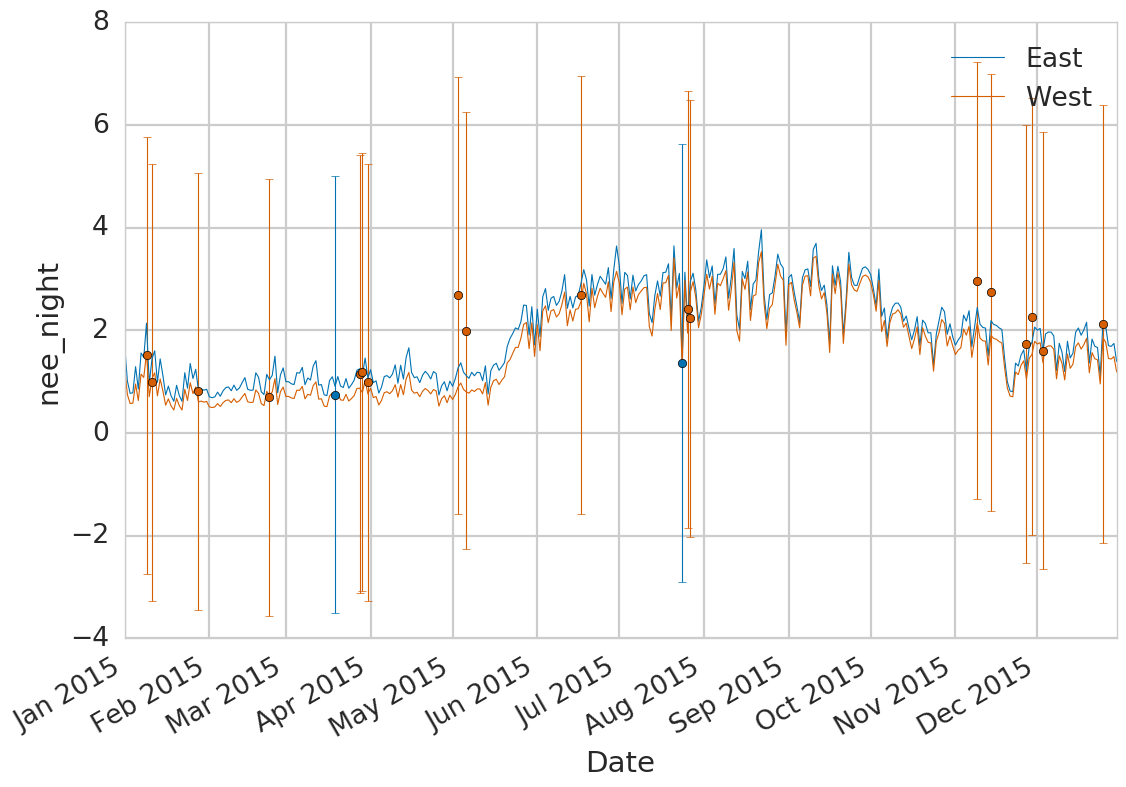 8
6
4
2
0
−2
−4
nee_night
East
West
Jan 2015
Feb 2015
Mar 2015
Apr 2015
May 2015
Jun 2015
Jul 2015
Aug 2015
Sep 2015
Oct 2015
Nov 2015
Dec 2015
Date